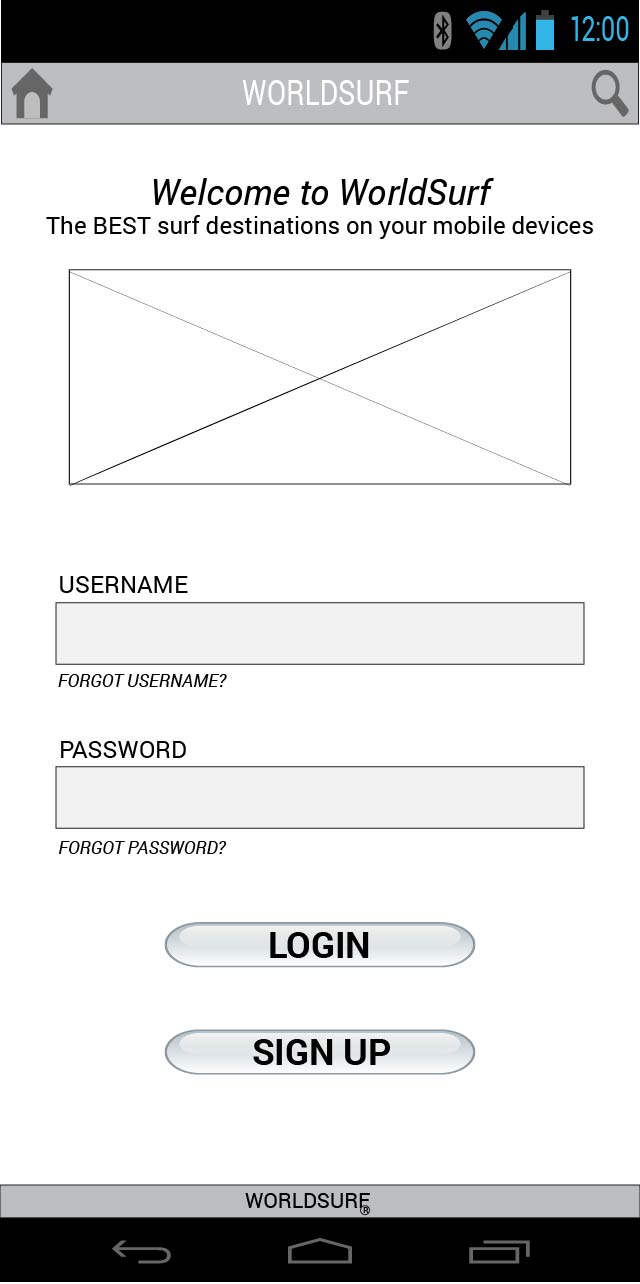 12:00
WORLDSURF
Welcome to WorldSurf
The BEST surf destinations on your mobile devices
USERNAME
FORGOT USERNAME?
PASSWORD
FORGOT PASSWORD?
LOGIN
SIGN UP
WORLDSURF®